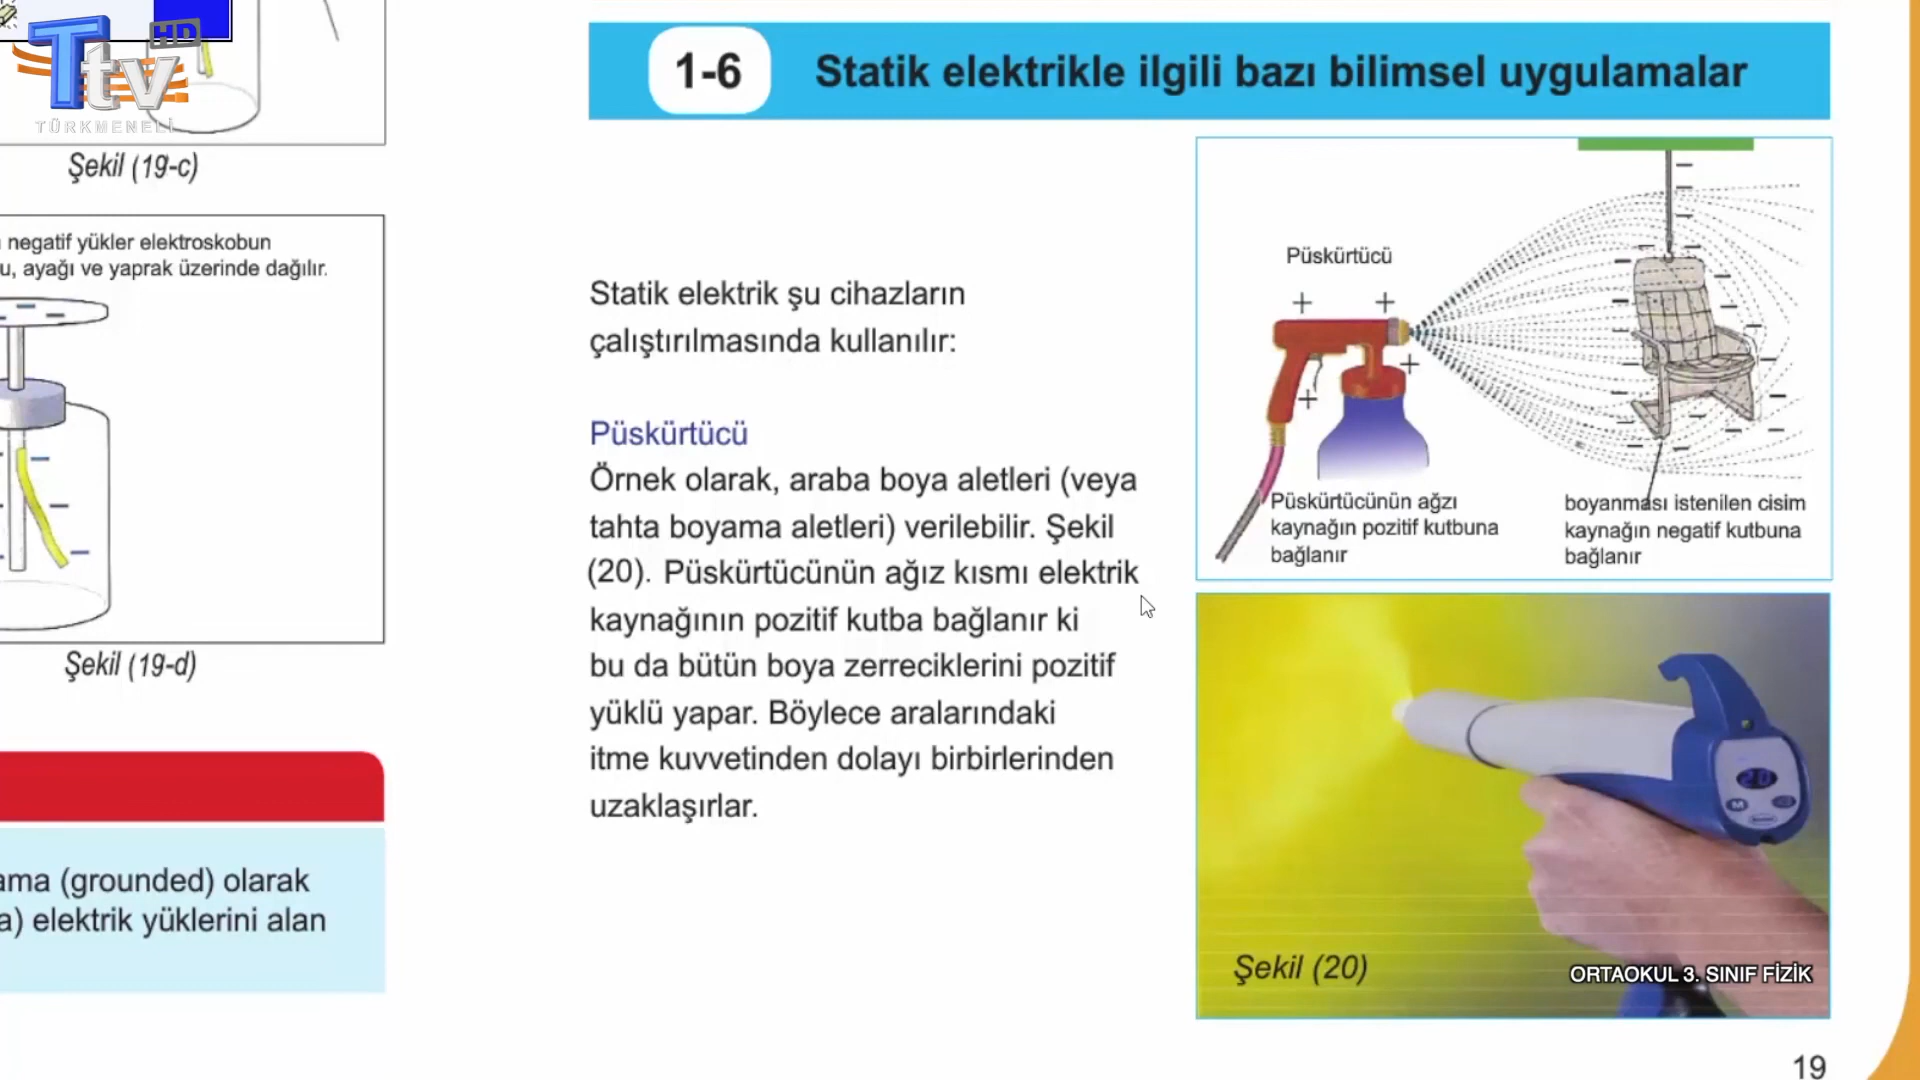 HD
Ttv
TÜRKMENELİ
Şekil (19-c)
negatif yükler elektroskobun
u, ayağı ve yaprak üzerinde dağılır.
Şekil (19-d)
ama (grounded) olarak
a) elektrik yüklerini alan
1-6 Statik elektrikle ilgili bazı bilimsel uygulamalar
Statik elektrik şu cihazların
çalıştırılmasında kullanılır:
Püskürtücü
Örnek olarak, araba boya aletleri (veya
tahta boyama aletleri) verilebilir. Şekil
(20). Püskürtücünün ağız kısmı elektrik
kaynağının pozitif kutba bağlanır ki
bu da bütün boya zerreciklerini pozitif
yüklü yapar. Böylece aralarındaki
itme kuvvetinden dolayı birbirlerinden
uzaklaşırlar.
Püskürtücü
Püskürtücünün ağzı
kaynağın pozitif kutbuna
bağlanır
boyanması istenilen cisim
kaynağın negatif kutbuna
bağlanır
20
M
Şekil (20)
ORTAOKUL 3. SINIF FİZİK
19